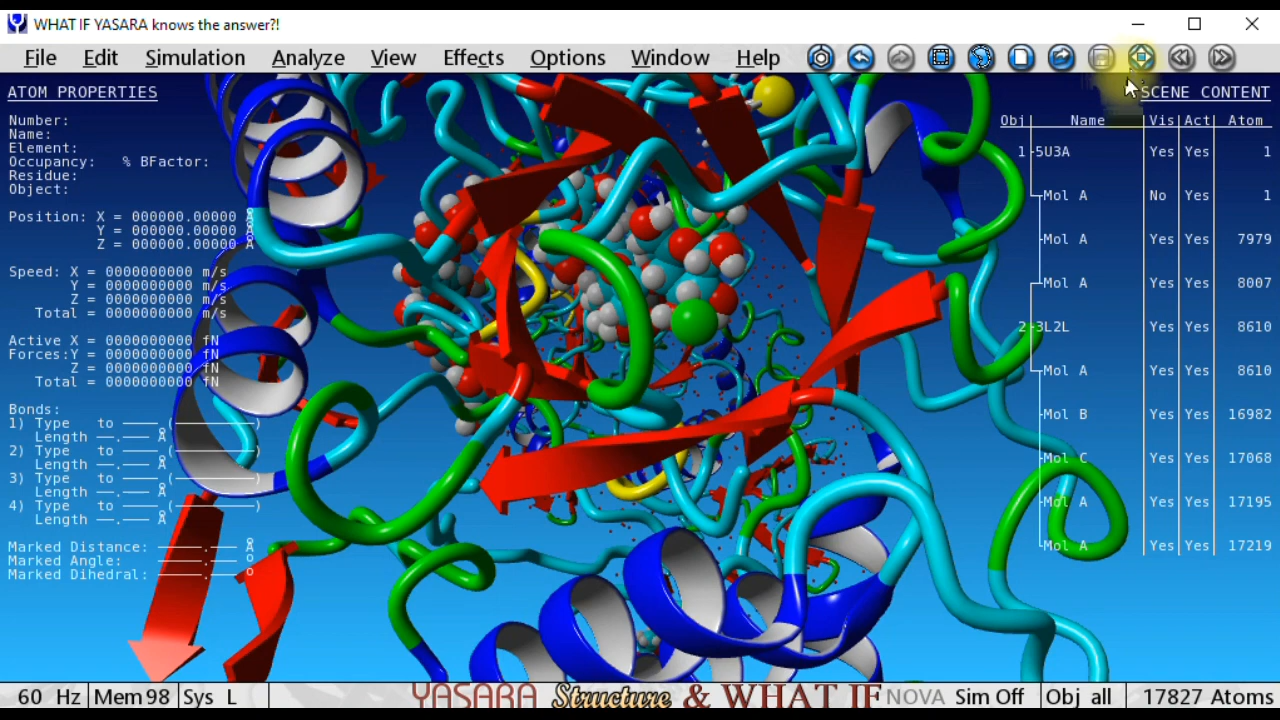 WHAT IF YASARA knows the answer?!
File Edit Simulation Analyze View Effects Options Window Help
ATOM PROPERTIES
Number:
Name:
Element:
Occupancy: % BFactor:
Residue:
Object:
Position: X = 000000.00000 Å
Y = 000000.00000 Å
Z = 000000.00000 Å
Speed: X = 0000000000 m/s
Y = 0000000000 m/s
Z = 0000000000 m/s
Total = 0000000000 m/s
Active X = 0000000000 fN
Forces:Y = 0000000000 fN
Z = 0000000000 fN
Total = 0000000000 fN
Bonds:
1) Type to ———(—————————)
Length ——.—— Å
2) Type to ———(—————————)
Length ——.—— Å
3) Type to ———(—————————)
Length ——.—— Å
4) Type to ———(—————————)
Length ——.—— Å
Marked Distance: ————.—— Å
Marked Angle: ————.—— °
Marked Dihedral: ————.—— °
SCENE CONTENT
Obj Name Vis Act Atom
1 5U3A Yes Yes 1
Mol A No Yes 1
Mol A Yes Yes 7979
Mol A Yes Yes 8007
2 3L2L Yes Yes 8610
Mol A Yes Yes 8610
Mol B Yes Yes 16982
Mol C Yes Yes 17068
Mol A Yes Yes 17195
Mol A Yes Yes 17219
60 Hz Mem 98 Sys L YASARA Structure & WHAT IF NOVA Sim Off Obj all 17827 Atoms